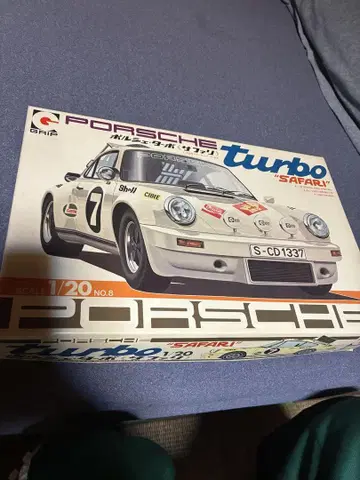 GRIP
PORSCHE
ポルシェ・ターボ〈サファリ〉
turbo
"SAFARI"
7
Shell
CIBIE
S-CD1337
SCALE 1/20 NO.8
PORSCHE
turbo "SAFARI"
1/20